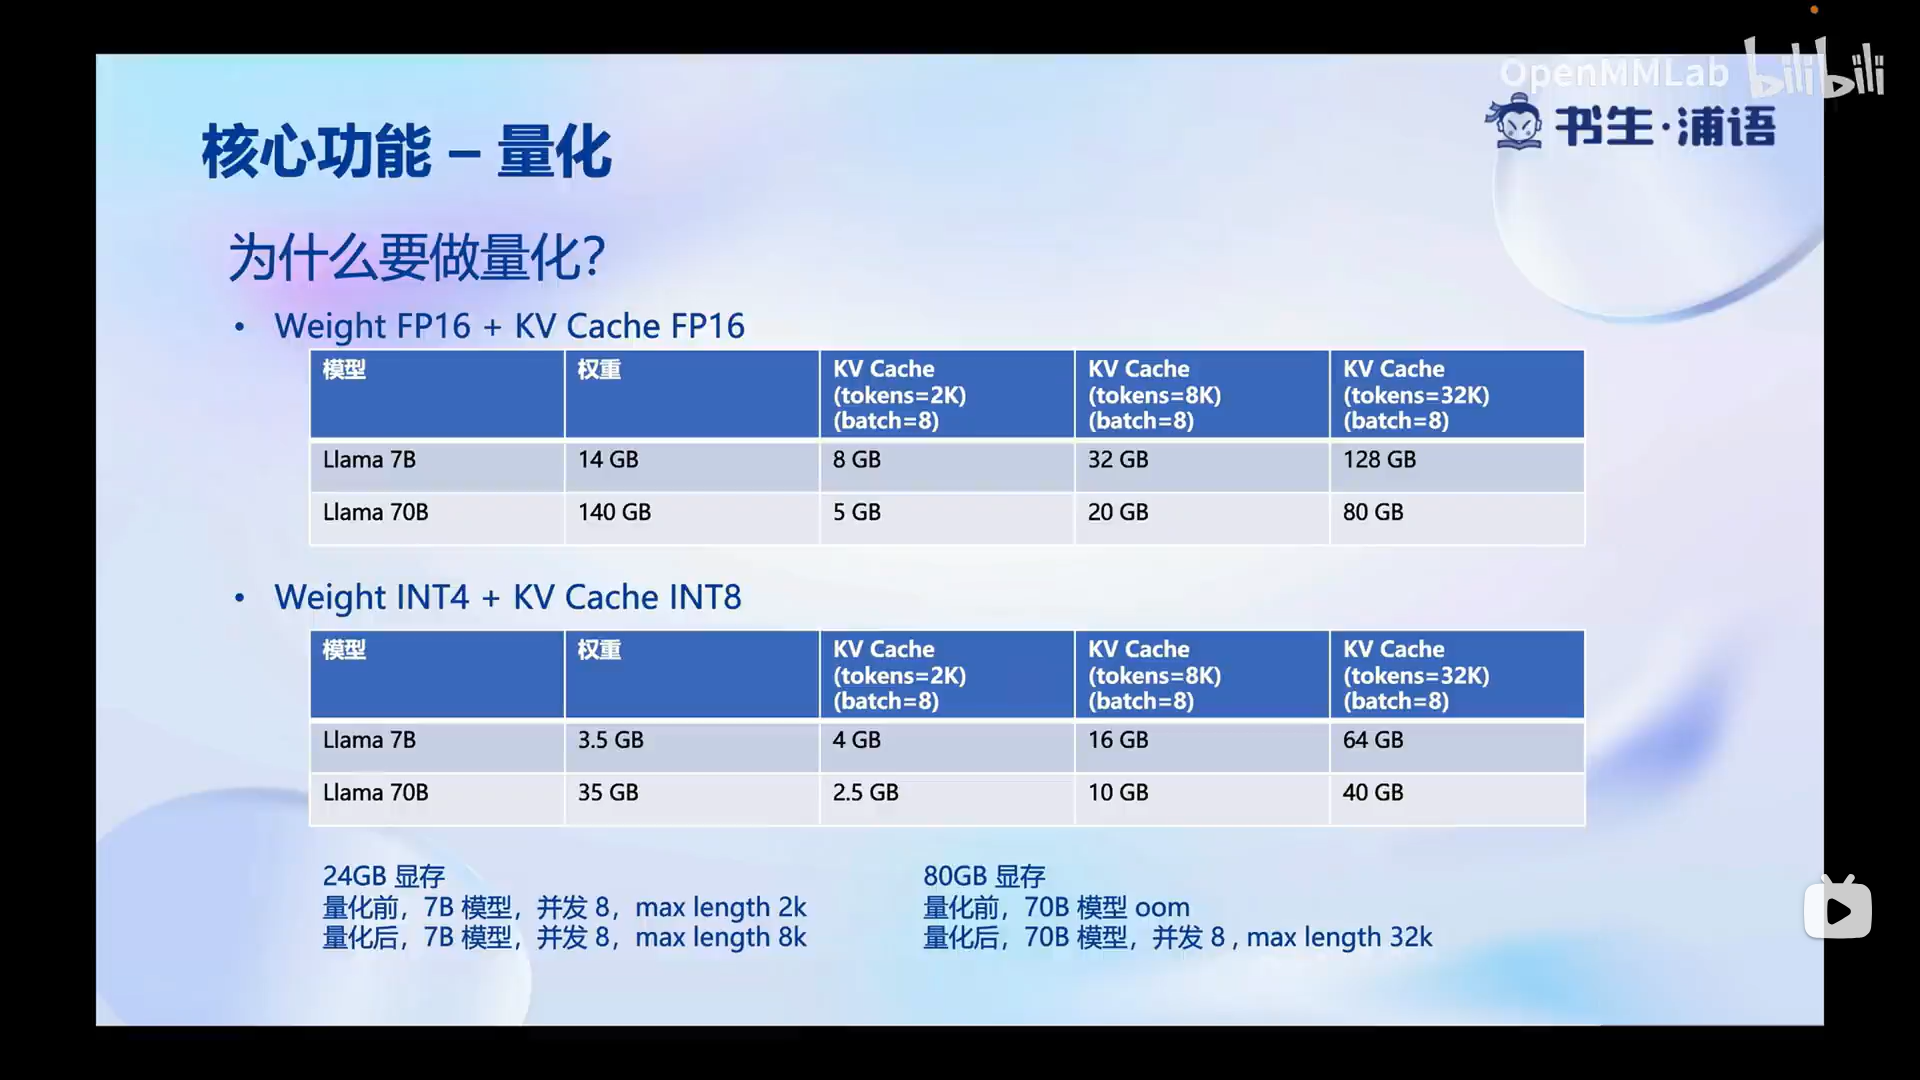 OpenMMLab bilibili
书生·浦语
核心功能 – 量化
为什么要做量化?
• Weight FP16 + KV Cache FP16
模型 权重 KV Cache (tokens=2K) (batch=8) KV Cache (tokens=8K) (batch=8) KV Cache (tokens=32K) (batch=8)
Llama 7B 14 GB 8 GB 32 GB 128 GB
Llama 70B 140 GB 5 GB 20 GB 80 GB
• Weight INT4 + KV Cache INT8
模型 权重 KV Cache (tokens=2K) (batch=8) KV Cache (tokens=8K) (batch=8) KV Cache (tokens=32K) (batch=8)
Llama 7B 3.5 GB 4 GB 16 GB 64 GB
Llama 70B 35 GB 2.5 GB 10 GB 40 GB
24GB 显存
量化前，7B 模型，并发 8，max length 2k
量化后，7B 模型，并发 8，max length 8k
80GB 显存
量化前，70B 模型 oom
量化后，70B 模型，并发 8 , max length 32k